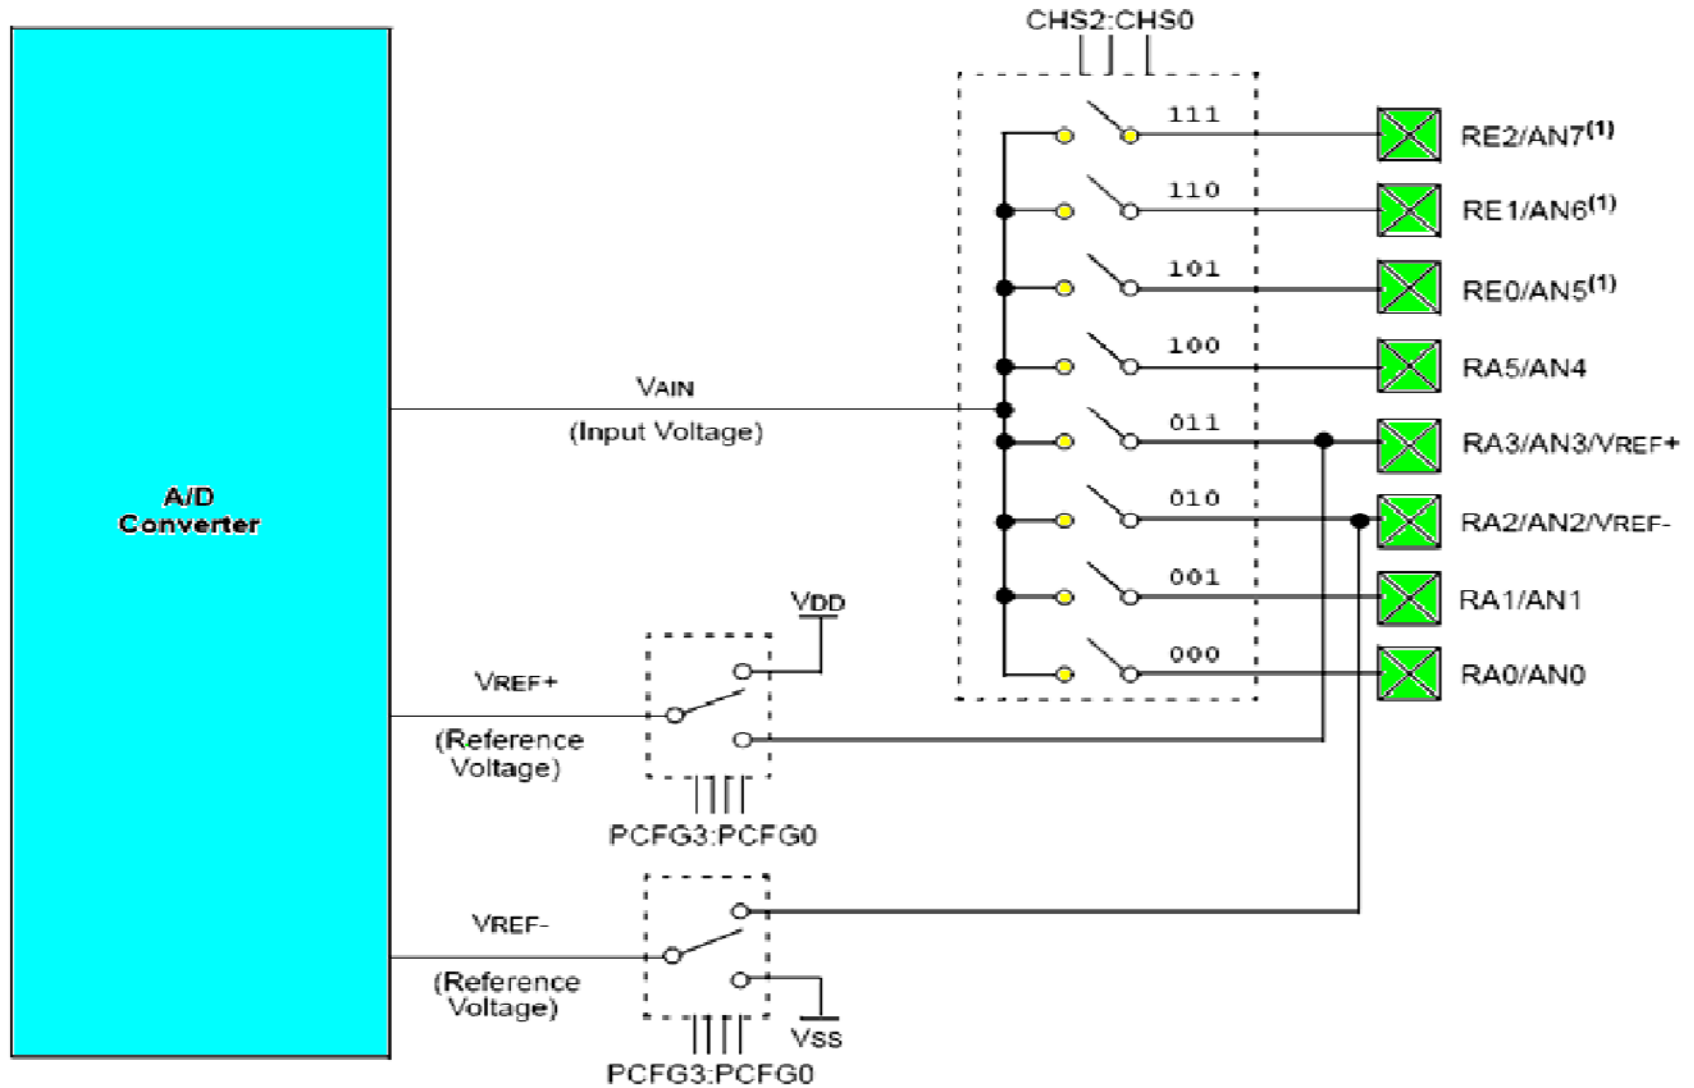 CHS2:CHS0
111
RE2/AN7(1)
110
RE1/AN6(1)
101
RE0/AN5(1)
100
RA5/AN4
VAIN
(Input Voltage)
011
RA3/AN3/VREF+
A/D
Converter
010
RA2/AN2/VREF-
001
RA1/AN1
VDD
000
RA0/AN0
VREF+
(Reference
Voltage)
PCFG3:PCFG0
VREF-
(Reference
Voltage)
VSS
PCFG3:PCFG0